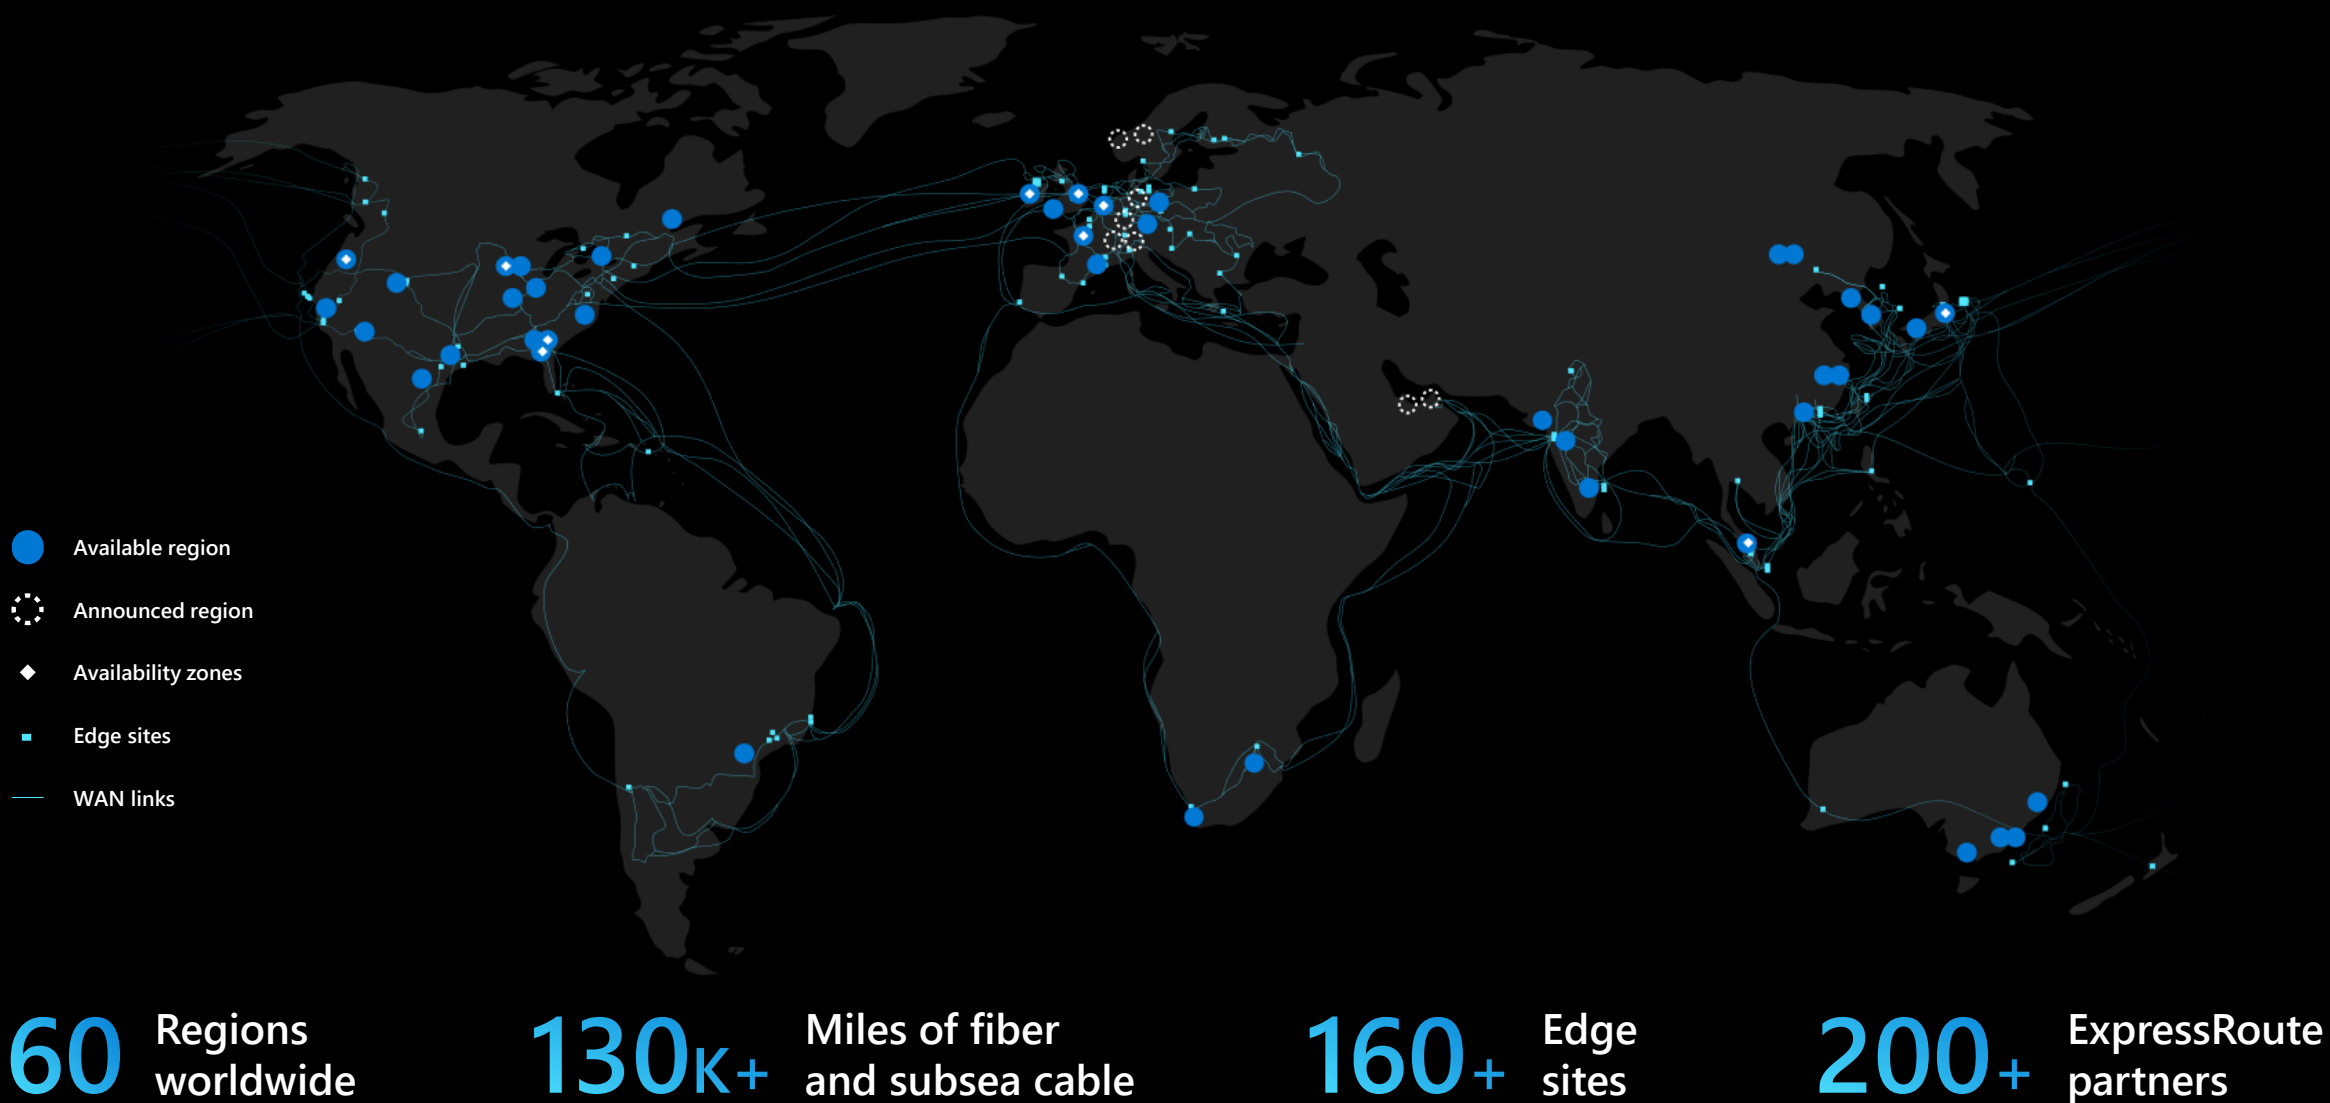 Available region
Announced region
Availability zones
Edge sites
WAN links
60 Regions
worldwide
130K+ Miles of fiber
and subsea cable
160+ Edge
sites
200+ ExpressRoute
partners